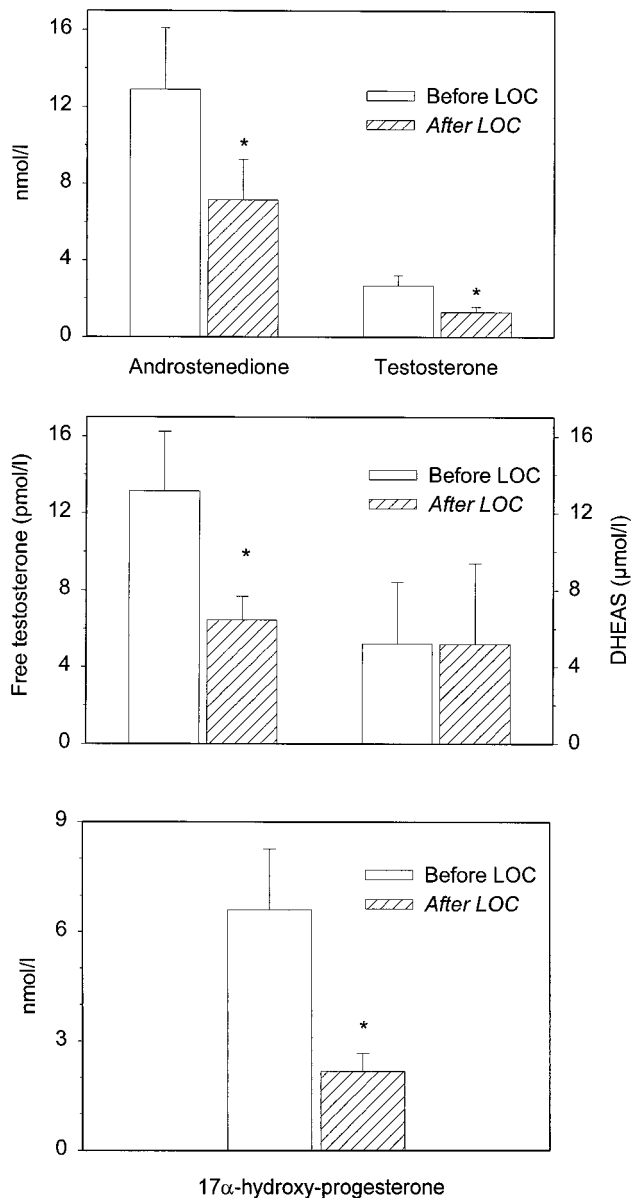 16
12
8
4
0
nmol/l
Before LOC
After LOC
*
*
Androstenedione Testosterone
16
12
8
4
0
Free testosterone (pmol/l)
Before LOC
After LOC
*
16
12
8
4
0
DHEAS (µmol/l)
9
6
3
0
nmol/l
Before LOC
After LOC
*
17α-hydroxy-progesterone